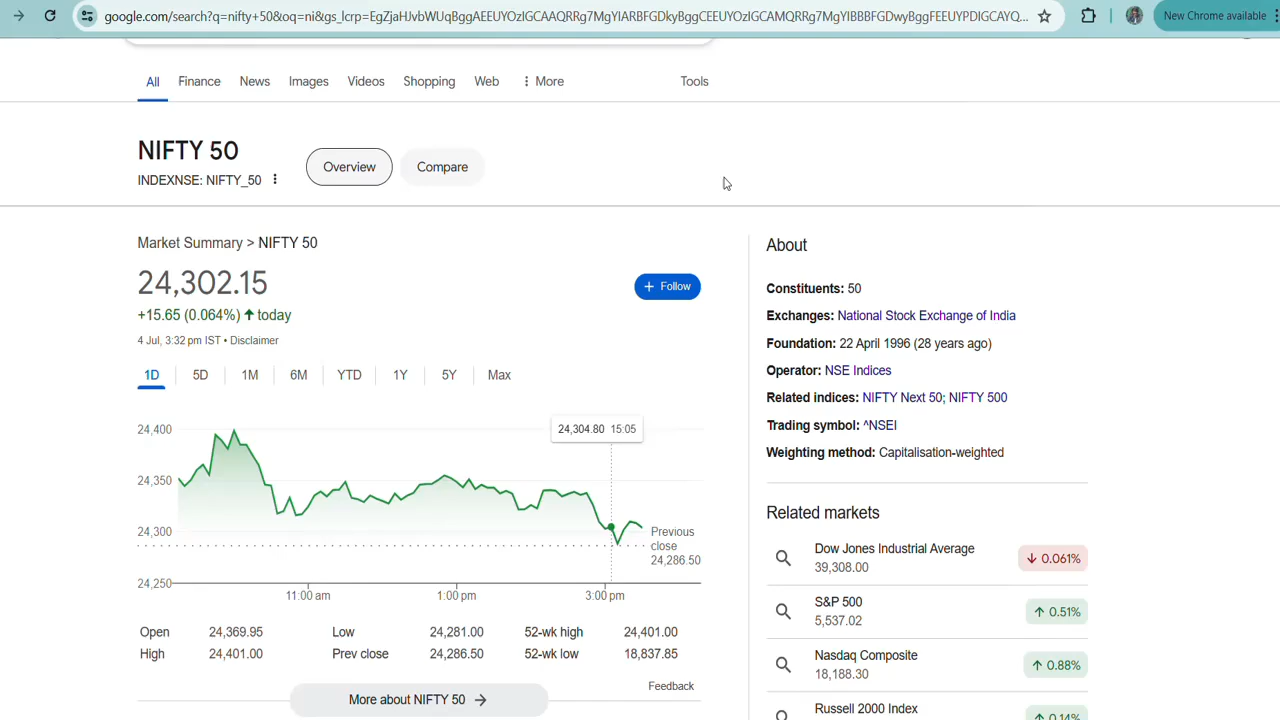 google.com/search?q=nifty+50&oq=ni&gs_lcrp=EgZjaHJvbWUqBggAEEUYOzIGCAAQRRg7MgYIARBFGDkyBggCEEUYOzIGCAMQRRg7MgYIBBBFGDwyBggFEEUYPDIGCAYQ...
New Chrome available
All Finance News Images Videos Shopping Web More Tools
NIFTY 50
INDEXNSE: NIFTY_50
Overview Compare
Market Summary > NIFTY 50
24,302.15
+15.65 (0.064%) ↑ today
4 Jul, 3:32 pm IST • Disclaimer
+ Follow
1D 5D 1M 6M YTD 1Y 5Y Max
24,304.80 15:05
24,400
24,350
24,300
24,250
Previous
close
24,286.50
11:00 am 1:00 pm 3:00 pm
Open 24,369.95 Low 24,281.00 52-wk high 24,401.00
High 24,401.00 Prev close 24,286.50 52-wk low 18,837.85
Feedback
More about NIFTY 50 →
About
Constituents: 50
Exchanges: National Stock Exchange of India
Foundation: 22 April 1996 (28 years ago)
Operator: NSE Indices
Related indices: NIFTY Next 50; NIFTY 500
Trading symbol: ^NSEI
Weighting method: Capitalisation-weighted
Related markets
Dow Jones Industrial Average
39,308.00
↓ 0.061%
S&P 500
5,537.02
↑ 0.51%
Nasdaq Composite
18,188.30
↑ 0.88%
Russell 2000 Index
↑ 0.14%